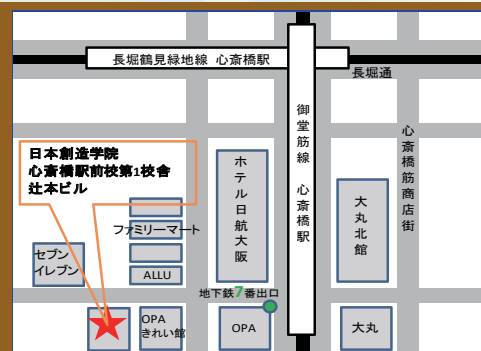 長堀鶴見緑地線 心斎橋駅
長堀通
御堂筋線 心斎橋駅
心斎橋筋商店街
日本創造学院
心斎橋駅前校第1校舎
辻本ビル
ホテル日航大阪
大丸北館
ファミリーマート
セブン
イレブン
ALLU
地下鉄7番出口
OPA
きれい館
OPA
大丸